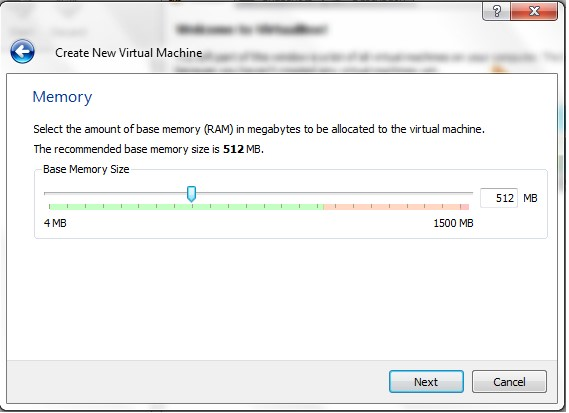 Welcome to VirtualBox!
Create New Virtual Machine
Memory
Select the amount of base memory (RAM) in megabytes to be allocated to the virtual machine.
The recommended base memory size is 512 MB.
Base Memory Size
512 MB
4 MB 1500 MB
Next Cancel